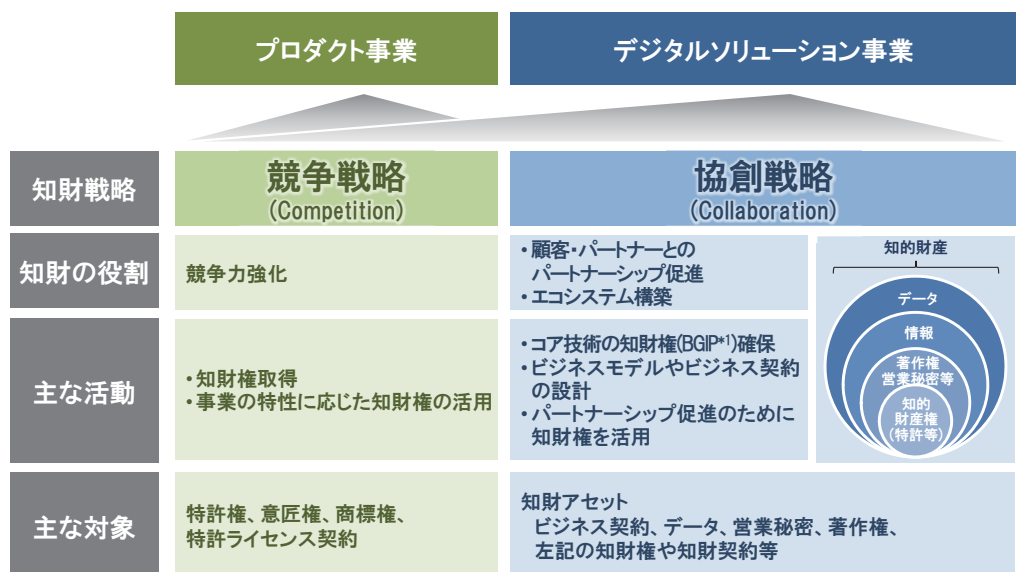 プロダクト事業
デジタルソリューション事業
知財戦略
競争戦略
(Competition)
協創戦略
(Collaboration)
知財の役割
競争力強化
・顧客・パートナーとの
パートナーシップ促進
・エコシステム構築
主な活動
・知財権取得
・事業の特性に応じた知財権の活用
・コア技術の知財権(BGIP*1)確保
・ビジネスモデルやビジネス契約
の設計
・パートナーシップ促進のために
知財権を活用
知的財産
データ
情報
著作権
営業秘密等
知的
財産権
(特許等)
主な対象
特許権、意匠権、商標権、
特許ライセンス契約
知財アセット
ビジネス契約、データ、営業秘密、著作権、
左記の知財権や知財契約等